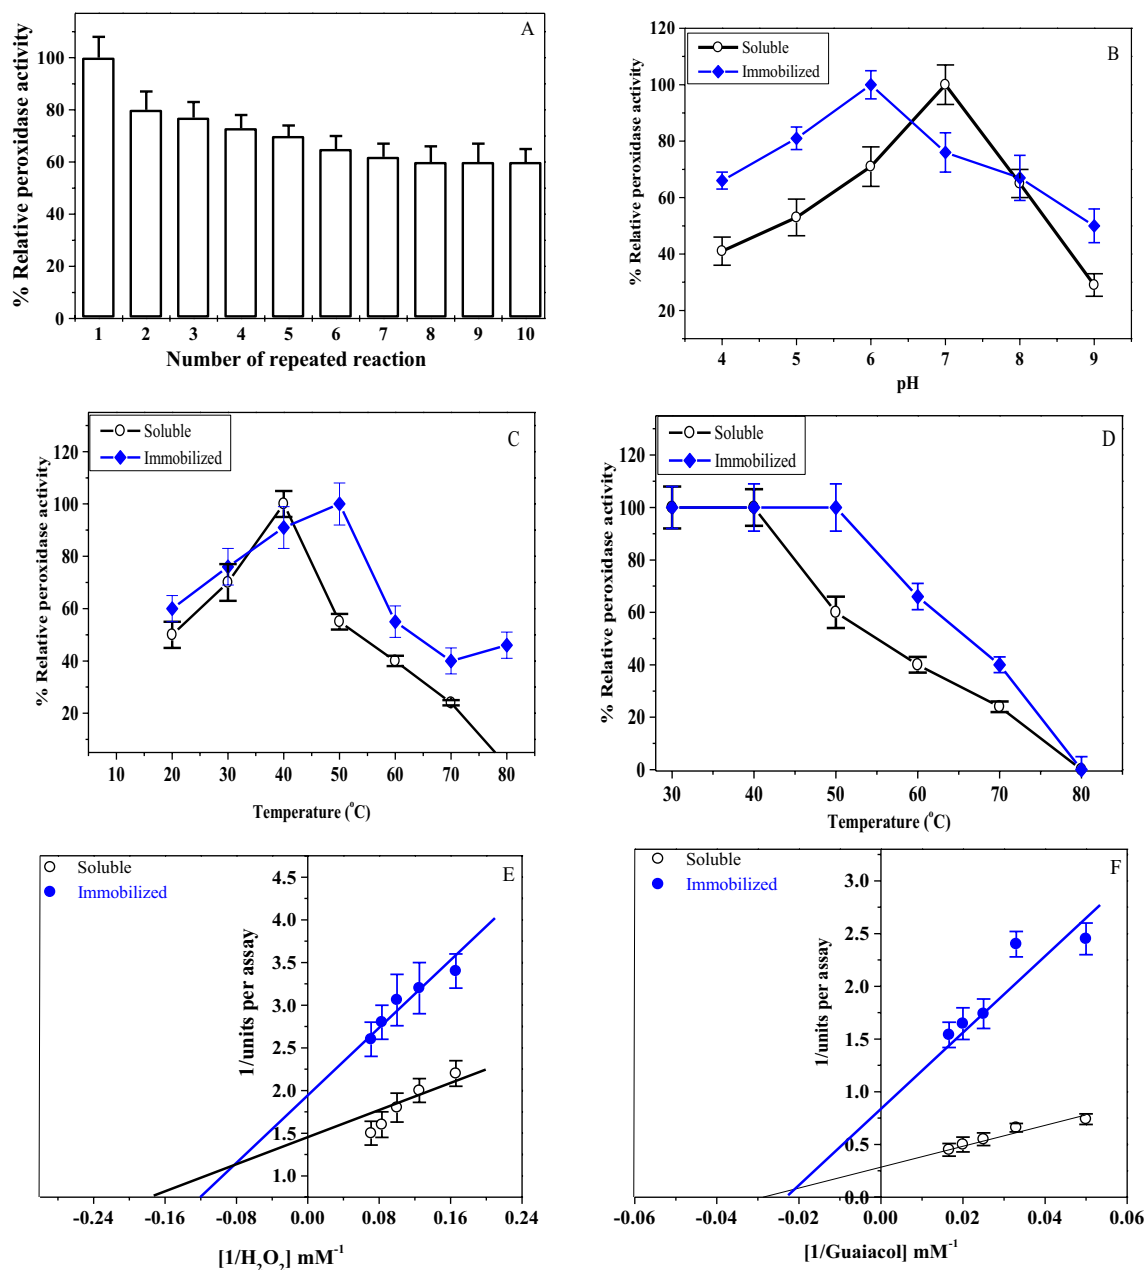 A
% Relative peroxidase activity
100
80
60
40
20
0
1 2 3 4 5 6 7 8 9 10
Number of repeated reaction
B
Soluble
Immobilized
% Relative peroxidase activity
120
100
80
60
40
20
4 5 6 7 8 9
pH
C
Soluble
Immobilized
% Relative peroxidase activity
120
100
80
60
40
20
10 20 30 40 50 60 70 80
Temperature (°C)
D
Soluble
Immobilized
% Relative peroxidase activity
120
100
80
60
40
20
0
30 40 50 60 70 80
Temperature (°C)
E
Soluble
Immobilized
1/units per assay
4.5
4.0
3.5
3.0
2.5
2.0
1.5
1.0
-0.24 -0.16 -0.08 0.00 0.08 0.16 0.24
[1/H₂O₂] mM⁻¹
F
Soluble
Immobilized
1/units per assay
3.0
2.5
2.0
1.5
1.0
0.5
0.0
-0.06 -0.04 -0.02 0.00 0.02 0.04 0.06
[1/Guaiacol] mM⁻¹